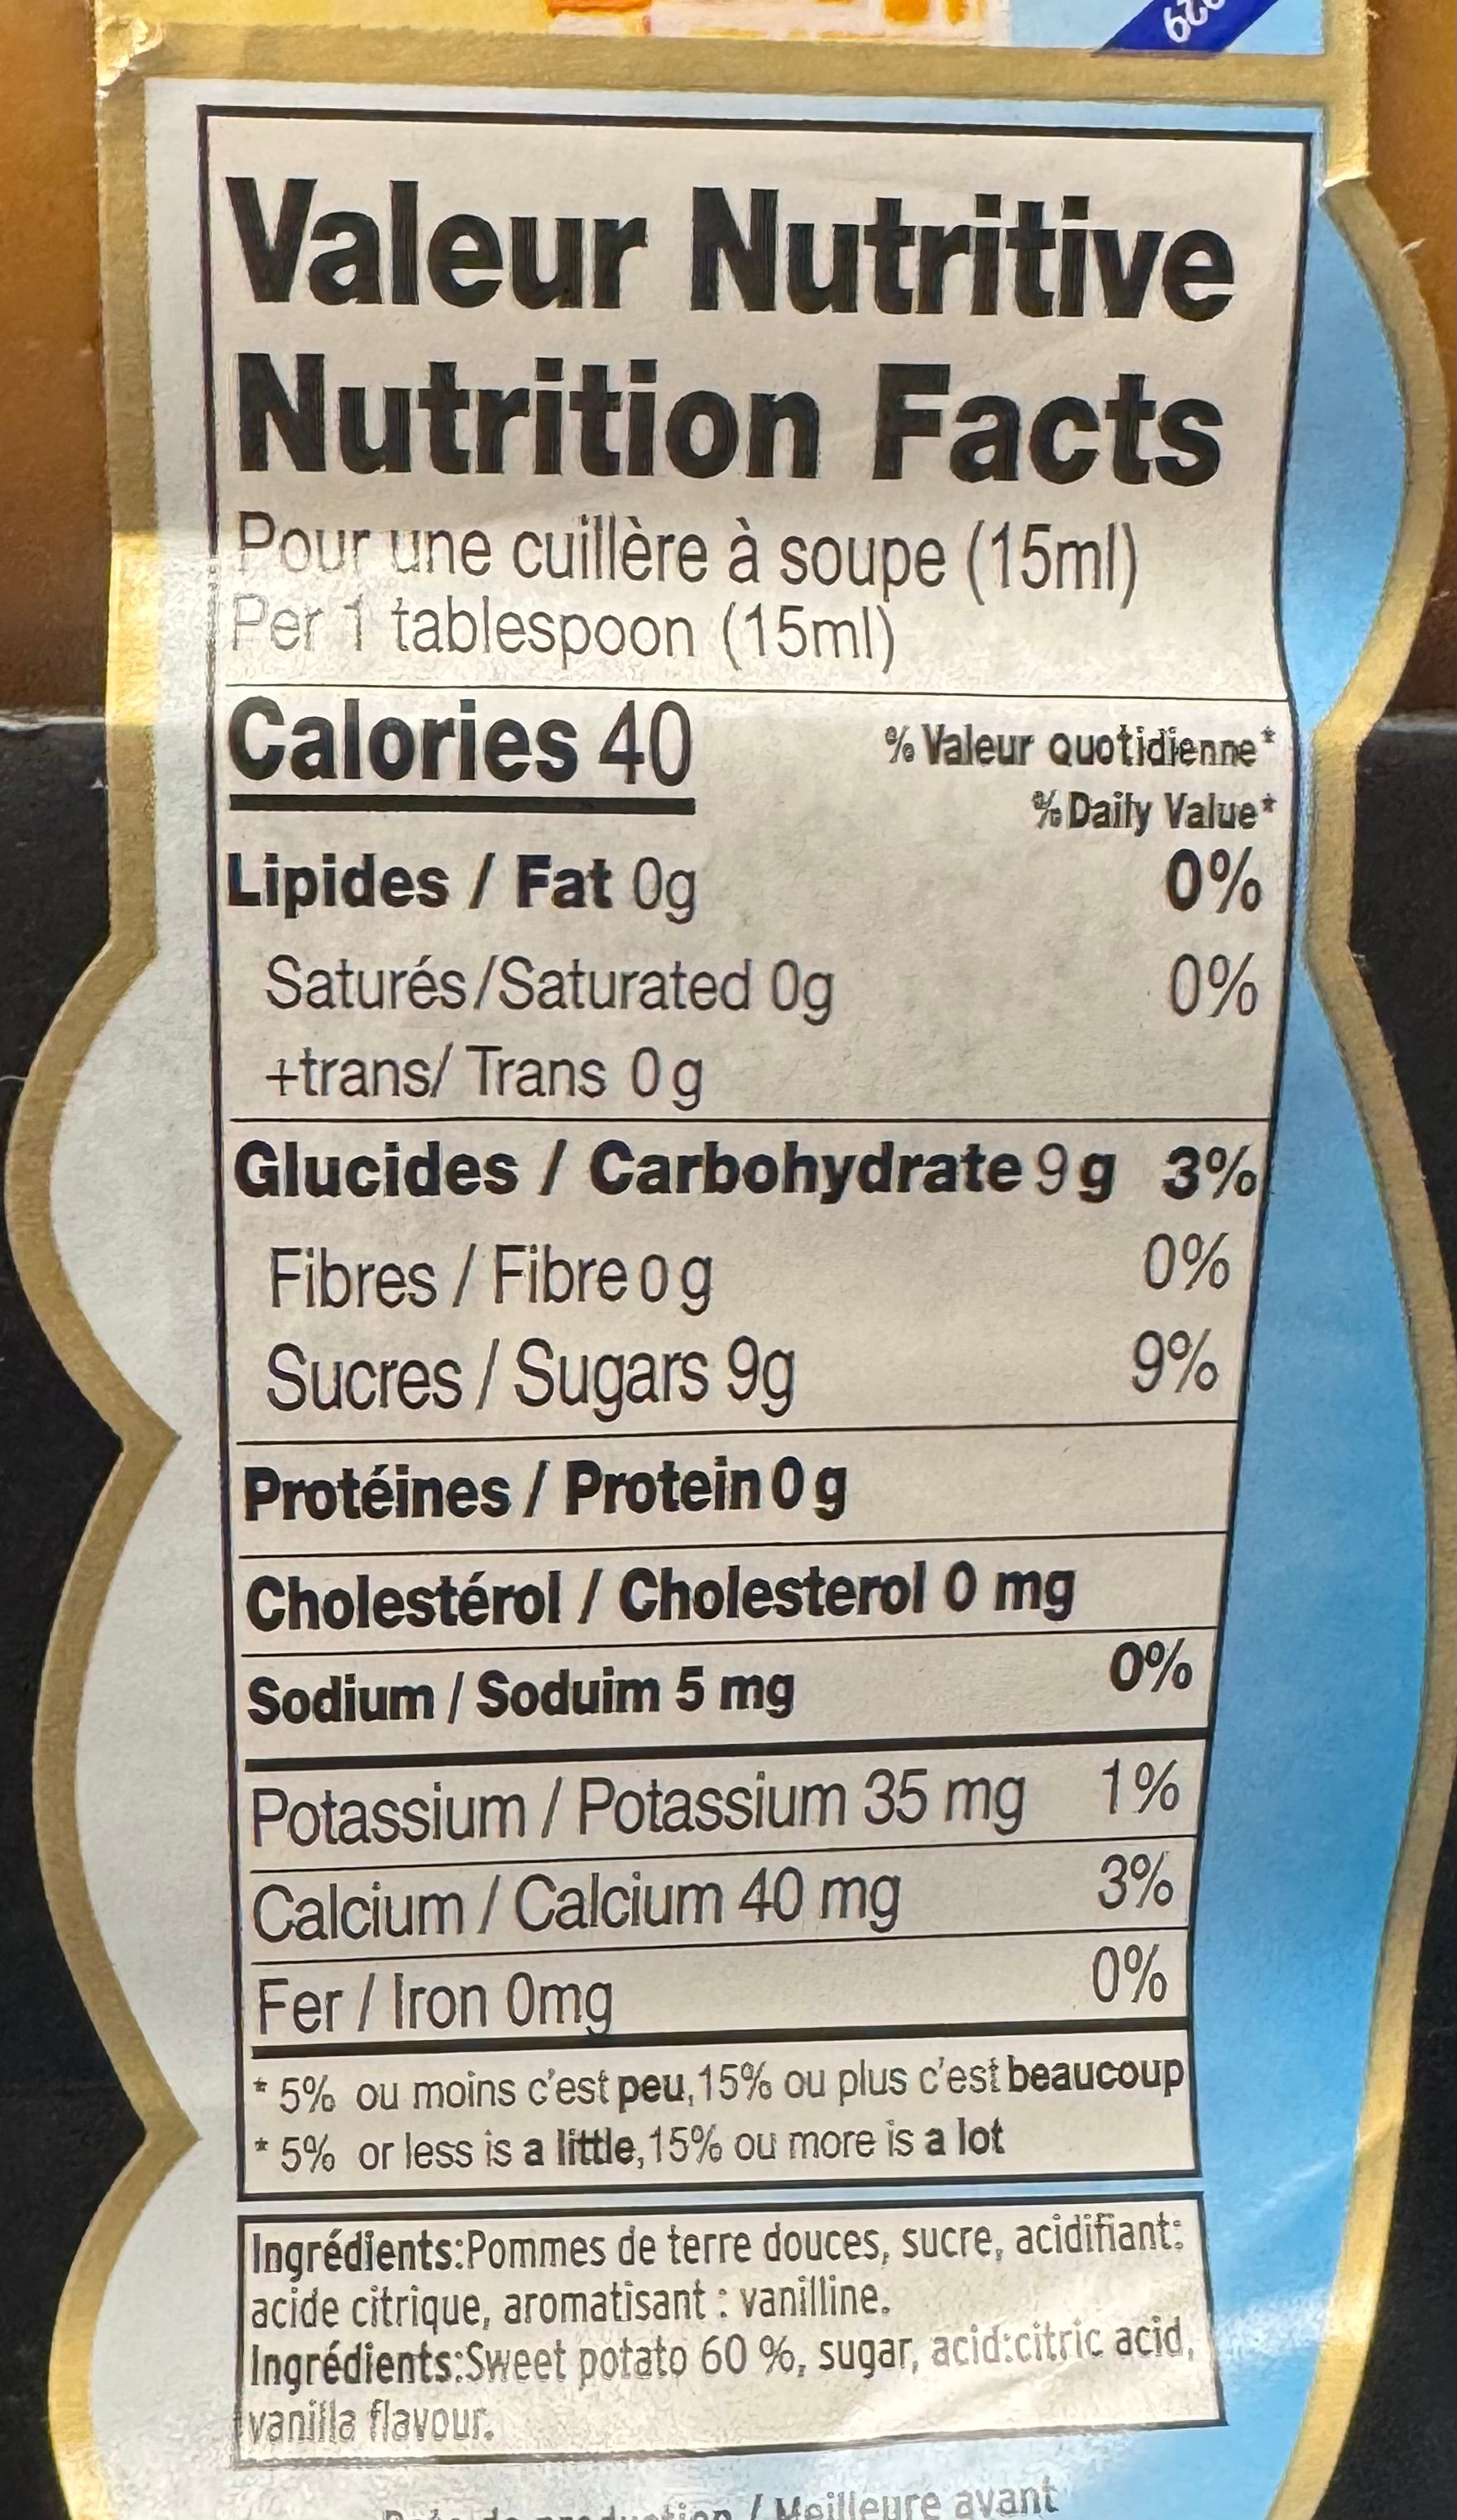 Valeur Nutritive
Nutrition Facts
Pour une cuillère à soupe (15ml)
Per 1 tablespoon (15ml)
Calories 40
% Valeur quotidienne*
% Daily Value*
Lipides / Fat 0g 0%
Saturés/Saturated 0g 0%
+trans/ Trans 0 g
Glucides / Carbohydrate 9 g 3%
Fibres / Fibre 0 g 0%
Sucres / Sugars 9g 9%
Protéines / Protein 0 g
Cholestérol / Cholesterol 0 mg
Sodium / Soduim 5 mg 0%
Potassium / Potassium 35 mg 1%
Calcium / Calcium 40 mg 3%
Fer / Iron 0mg 0%
* 5% ou moins c'est peu, 15% ou plus c'est beaucoup
* 5% or less is a little, 15% ou more is a lot
Ingrédients:Pommes de terre douces, sucre, acidifiant:
acide citrique, aromatisant : vanilline.
Ingrédients:Sweet potato 60 %, sugar, acid:citric acid,
vanilla flavour.
/ Meilleure avant